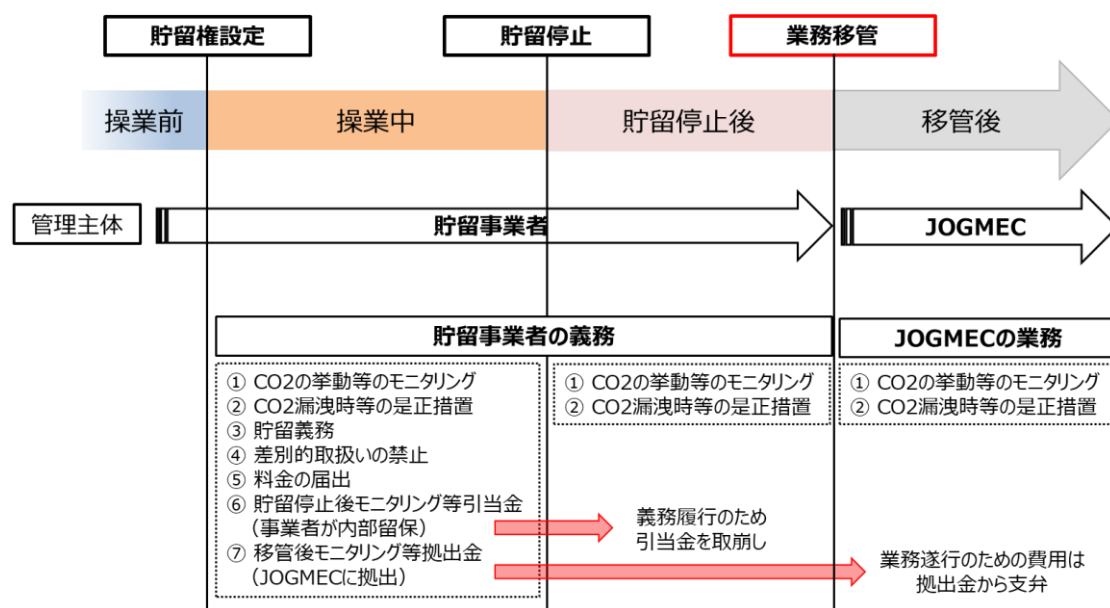 貯留権設定
貯留停止
業務移管
操業前
操業中
貯留停止後
移管後
管理主体
貯留事業者
JOGMEC
貯留事業者の義務
JOGMECの業務
① CO2の挙動等のモニタリング
② CO2漏洩時等の是正措置
③ 貯留義務
④ 差別的取扱いの禁止
⑤ 料金の届出
⑥ 貯留停止後モニタリング等引当金
(事業者が内部留保)
⑦ 移管後モニタリング等拠出金
(JOGMECに拠出)
① CO2の挙動等のモニタリング
② CO2漏洩時等の是正措置
義務履行のため
引当金を取崩し
① CO2の挙動等のモニタリング
② CO2漏洩時等の是正措置
業務遂行のための費用は
拠出金から支弁